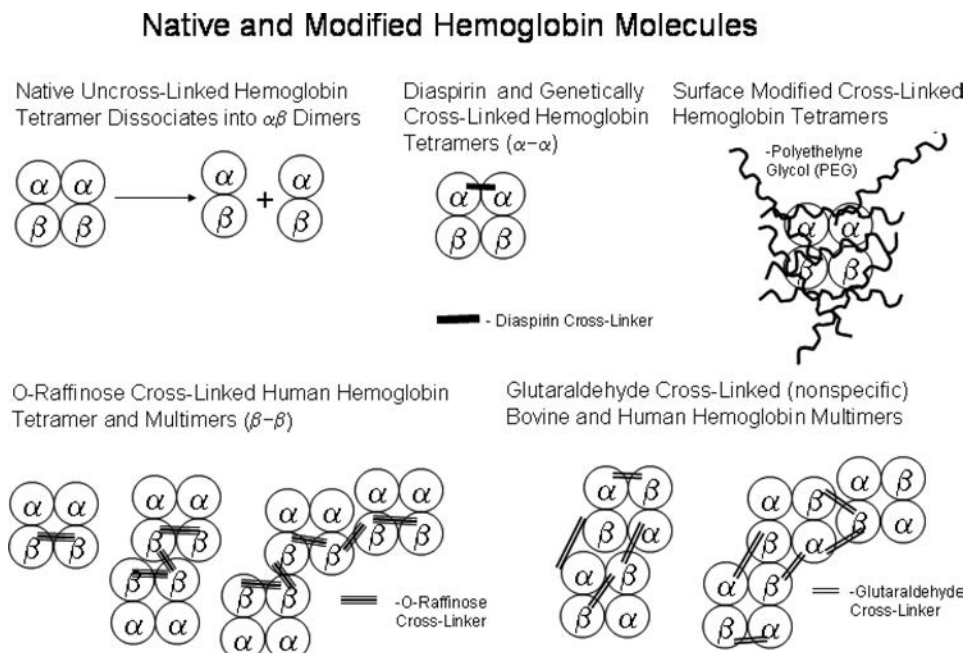 Native and Modified Hemoglobin Molecules
Native Uncross-Linked Hemoglobin
Tetramer Dissociates into αβ Dimers
α α
β β
α
β
+
α
β
Diaspirin and Genetically
Cross-Linked Hemoglobin
Tetramers (α-α)
α α
β β
- Diaspirin Cross-Linker
Surface Modified Cross-Linked
Hemoglobin Tetramers
-Polyethelyne
Glycol (PEG)
α α
β β
O-Raffinose Cross-Linked Human Hemoglobin
Tetramer and Multimers (β-β)
α α
β β
α α
β β
β β
α α
α α
β β
α α
β β
β β
α α
-O-Raffinose
Cross-Linker
Glutaraldehyde Cross-Linked (nonspecific)
Bovine and Human Hemoglobin Multimers
α β
β α
α β
β α
α β
β α
α β
β α
α β
β α
-Glutaraldehyde
Cross-Linker